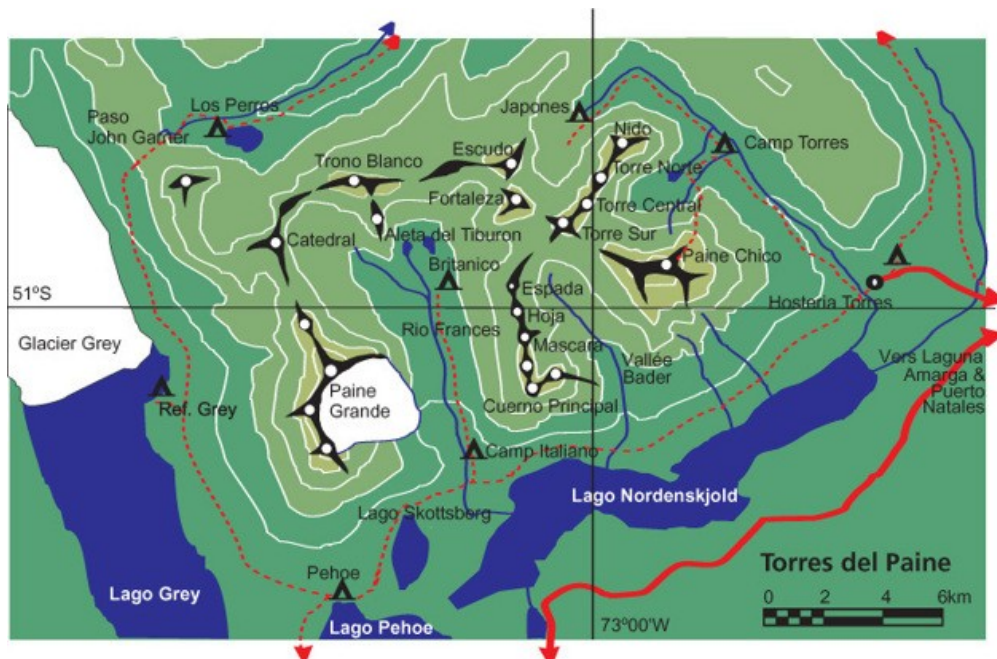 Los Perros
Paso
John Garner
Japones
Nido
Camp Torres
Escudo
Trono Blanco
Torre Norte
Fortaleza
Torre Central
Torre Sur
Catedral
Aleta del Tiburon
Paine Chico
Britanico
Espada
51ºS
Hosteria Torres
Hoja
Rio Frances
Glacier Grey
Mascara
Vallée
Bader
Vers Laguna
Amarga &
Puerto
Natales
Paine
Grande
Ref. Grey
Cuerno Principal
Camp Italiano
Lago Nordenskjold
Lago Skottsborg
Torres del Paine
Pehoe
Lago Grey
0 2 4 6km
Lago Pehoe
73º00'W